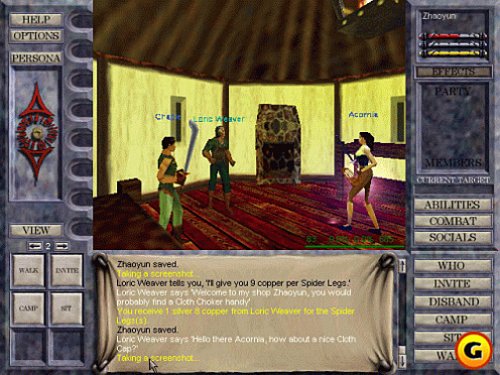 HELP
OPTIONS
PERSONA
VIEW
2
WALK
INVITE
CAMP
SIT
Loric Weaver
Acornia
Zhaoyun
EFFECTS
PARTY
MEMBERS
CURRENT TARGET
ABILITIES
COMBAT
SOCIALS
WHO
INVITE
DISBAND
CAMP
SIT
Zhaoyun saved.
Taking a screenshot...
Loric Weaver tells you, 'I'll give you 9 copper per Spider Legs.'
Loric Weaver says 'Welcome to my shop Zhaoyun, you would
probably find a Cloth Choker handy'
You receive 1 silver 8 copper from Loric Weaver for the Spider
Legs(s).
Zhaoyun saved.
Loric Weaver says 'Hello there Acornia, how about a nice Cloth
Cap?'
Taking a screenshot...
G